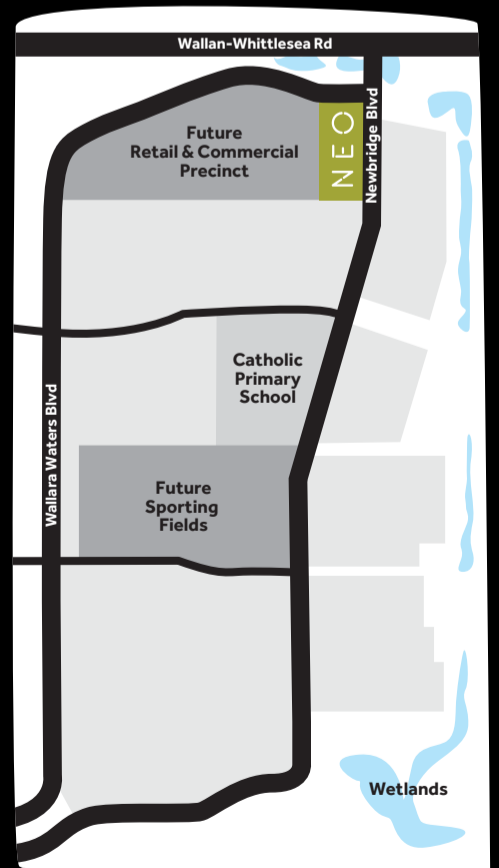 Wallan-Whittlesea Rd
Future
Retail & Commercial
Precinct
NEO
Newbridge Blvd
Catholic
Primary
School
Wallara Waters Blvd
Future
Sporting
Fields
Wetlands